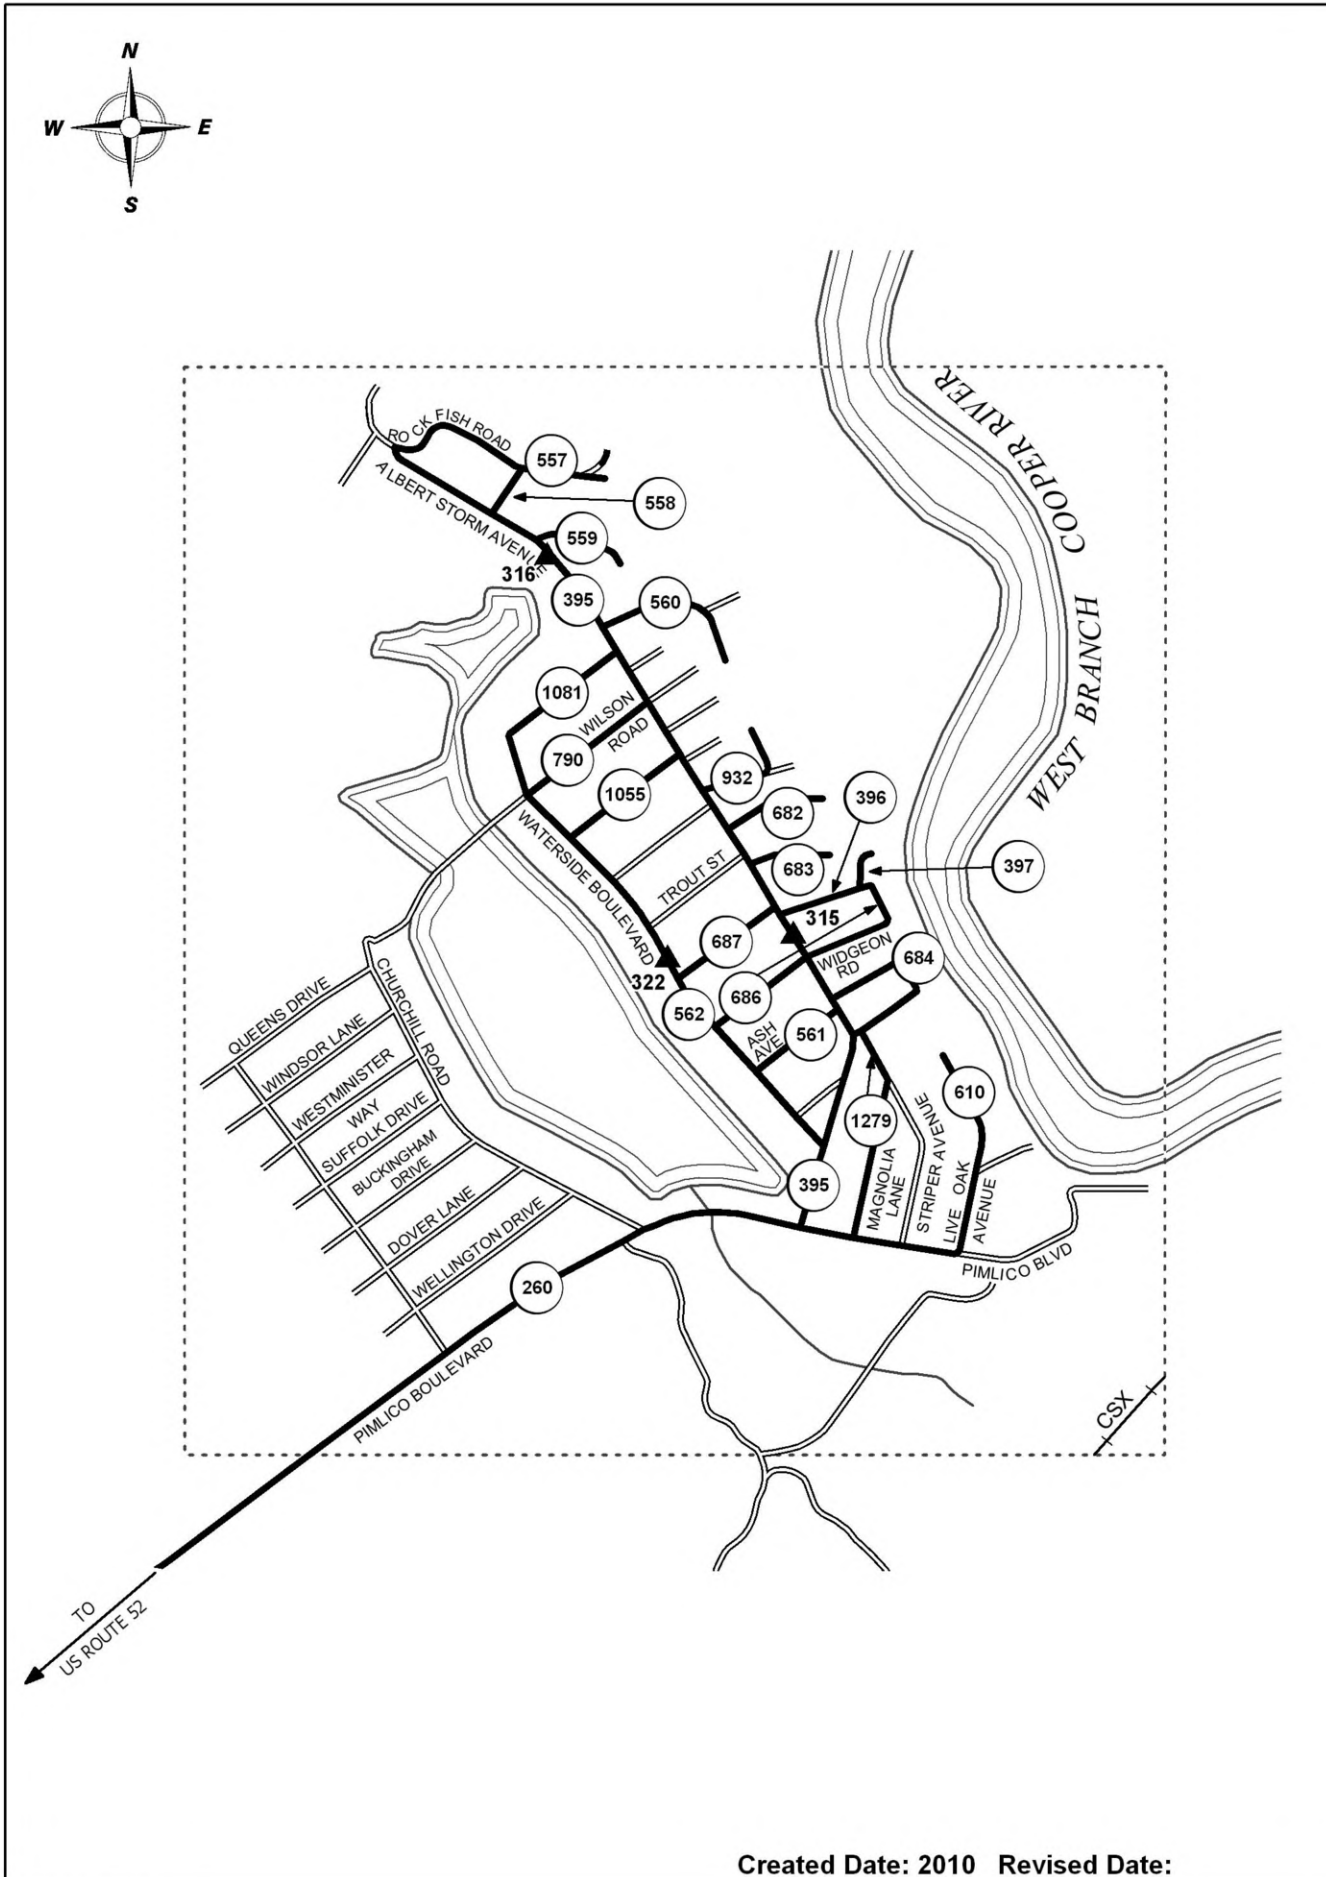 N
W E
S
COOPER RIVER
WEST BRANCH
ROCK FISH ROAD
557
558
ALBERT STORM AVENUE
559
316
395
560
1081
WILSON
ROAD
790
932
1055
396
682
WATERSIDE BOULEVARD
TROUT ST
683
397
315
687
WIDGEON
RD
684
322
686
562
561
ASH
AVE
CHURCHILL ROAD
QUEENS DRIVE
WINDSOR LANE
WESTMINISTER
WAY
SUFFOLK DRIVE
BUCKINGHAM
DRIVE
DOVER LANE
WELLINGTON DRIVE
610
1279
395
MAGNOLIA
LANE
STRIPER AVENUE
LIVE OAK
AVENUE
PIMLICO BLVD
260
PIMLICO BOULEVARD
CSX
TO
US ROUTE 52
Created Date: 2010 Revised Date: